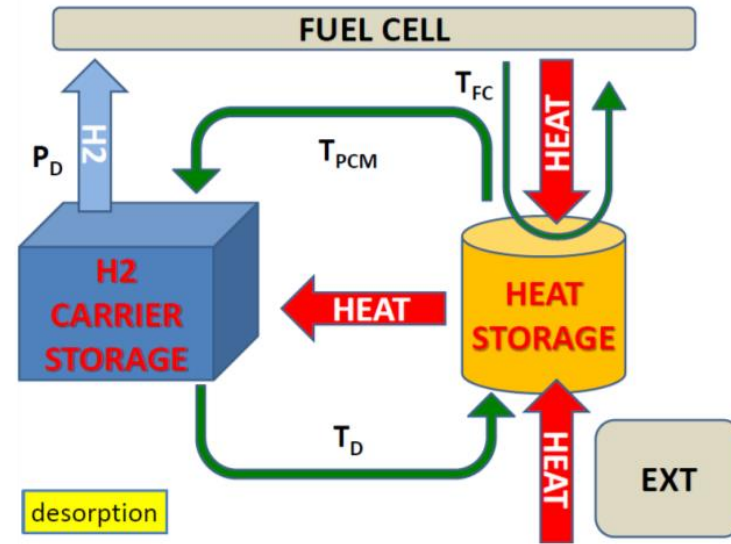 FUEL CELL
T_FC
HEAT
H2
P_D
T_PCM
H2
CARRIER
STORAGE
HEAT
HEAT
STORAGE
T_D
HEAT
EXT
desorption